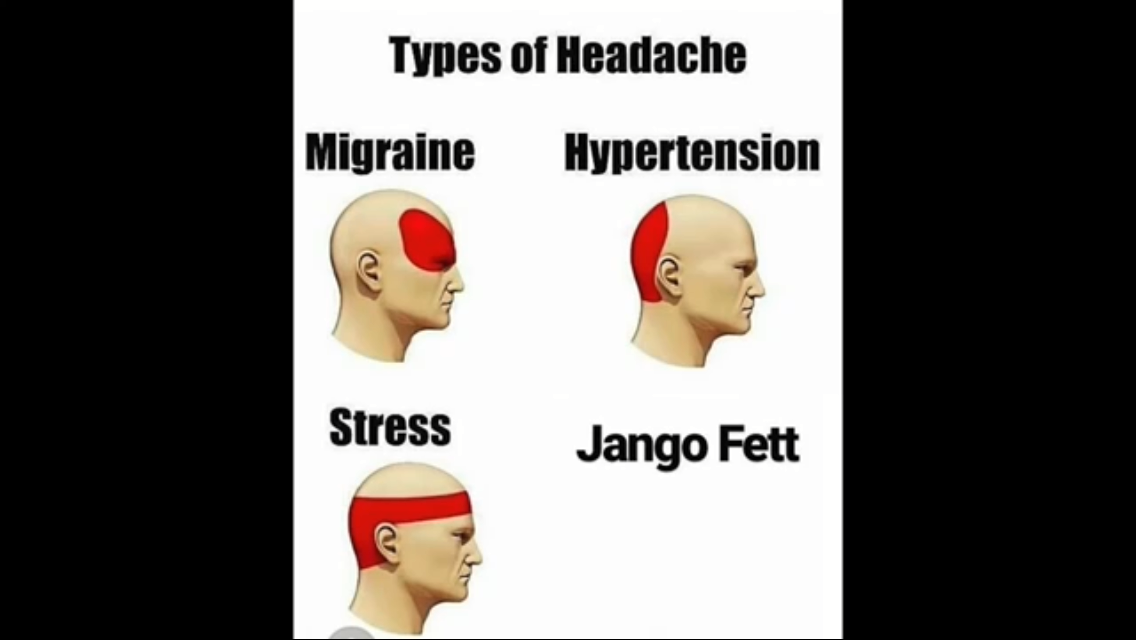 Types of Headache
Migraine
Hypertension
Stress
Jango Fett